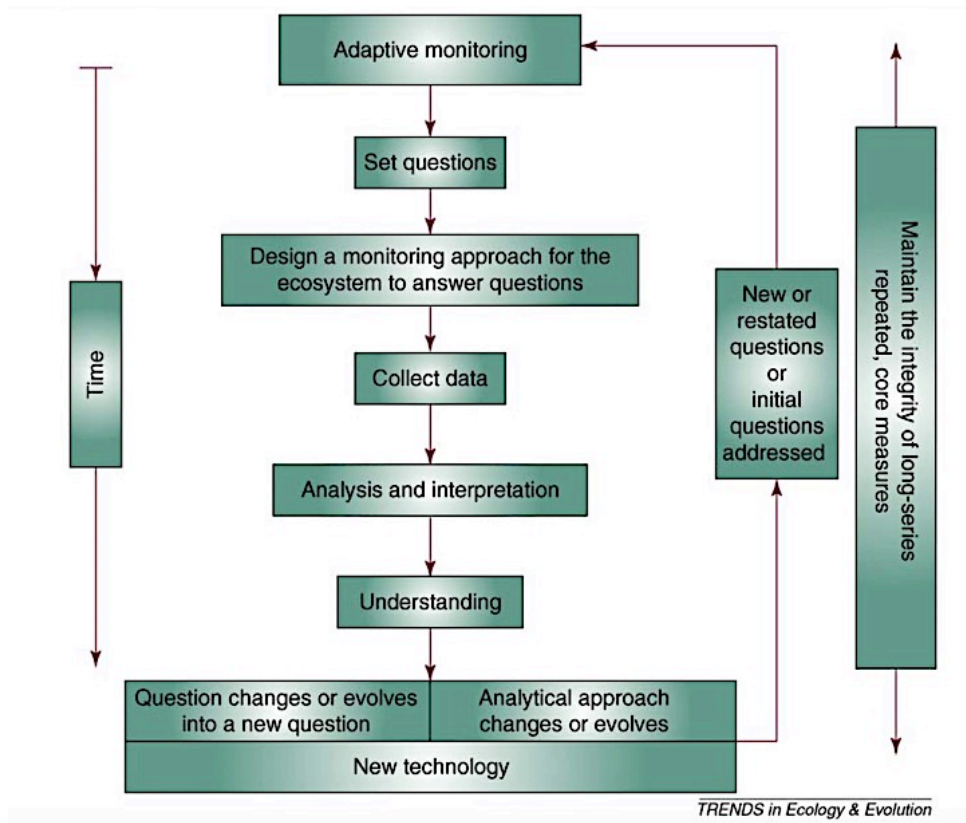 Adaptive monitoring
Set questions
Design a monitoring approach for the
ecosystem to answer questions
Collect data
Analysis and interpretation
Understanding
Question changes or evolves
into a new question
Analytical approach
changes or evolves
New technology
Time
New or
restated
questions
or
initial
questions
addressed
Maintain the integrity of long-series
repeated, core measures
TRENDS in Ecology & Evolution